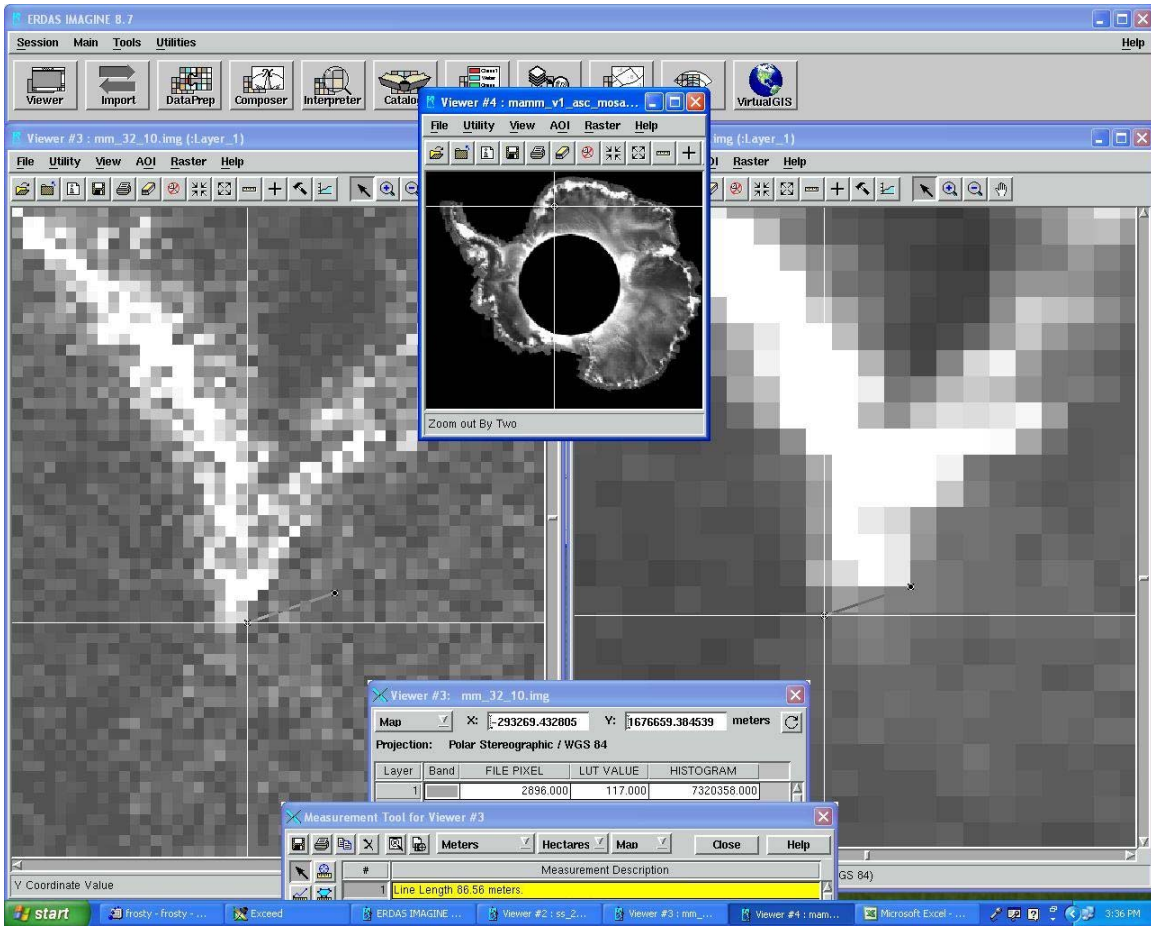 ERDAS IMAGINE 8.7
Session Main Tools Utilities Help
Viewer Import DataPrep Composer Interpreter Catalog VirtualGIS
Viewer #4 : mamm_v1_asc_mosa...
File Utility View AOI Raster Help
Zoom out By Two
Viewer #3 : mm_32_10.img (:Layer_1)
File Utility View AOI Raster Help
Y Coordinate Value
img (:Layer_1)
Raster Help
GS 84)
Viewer #3: mm_32_10.img
Map X: -293269.432805 Y: 1676659.384539 meters
Projection: Polar Stereographic / WGS 84
Layer Band FILE PIXEL LUT VALUE HISTOGRAM
1 2896.000 117.000 7320358.000
Measurement Tool for Viewer #3
Meters Hectares Map Close Help
# Measurement Description
1 Line Length 86.56 meters.
start frosty - frosty - ... Exceed ERDAS IMAGINE ... Viewer #2 : ss_2... Viewer #3 : mm_... Viewer #4 : mam... Microsoft Excel - ... 3:36 PM